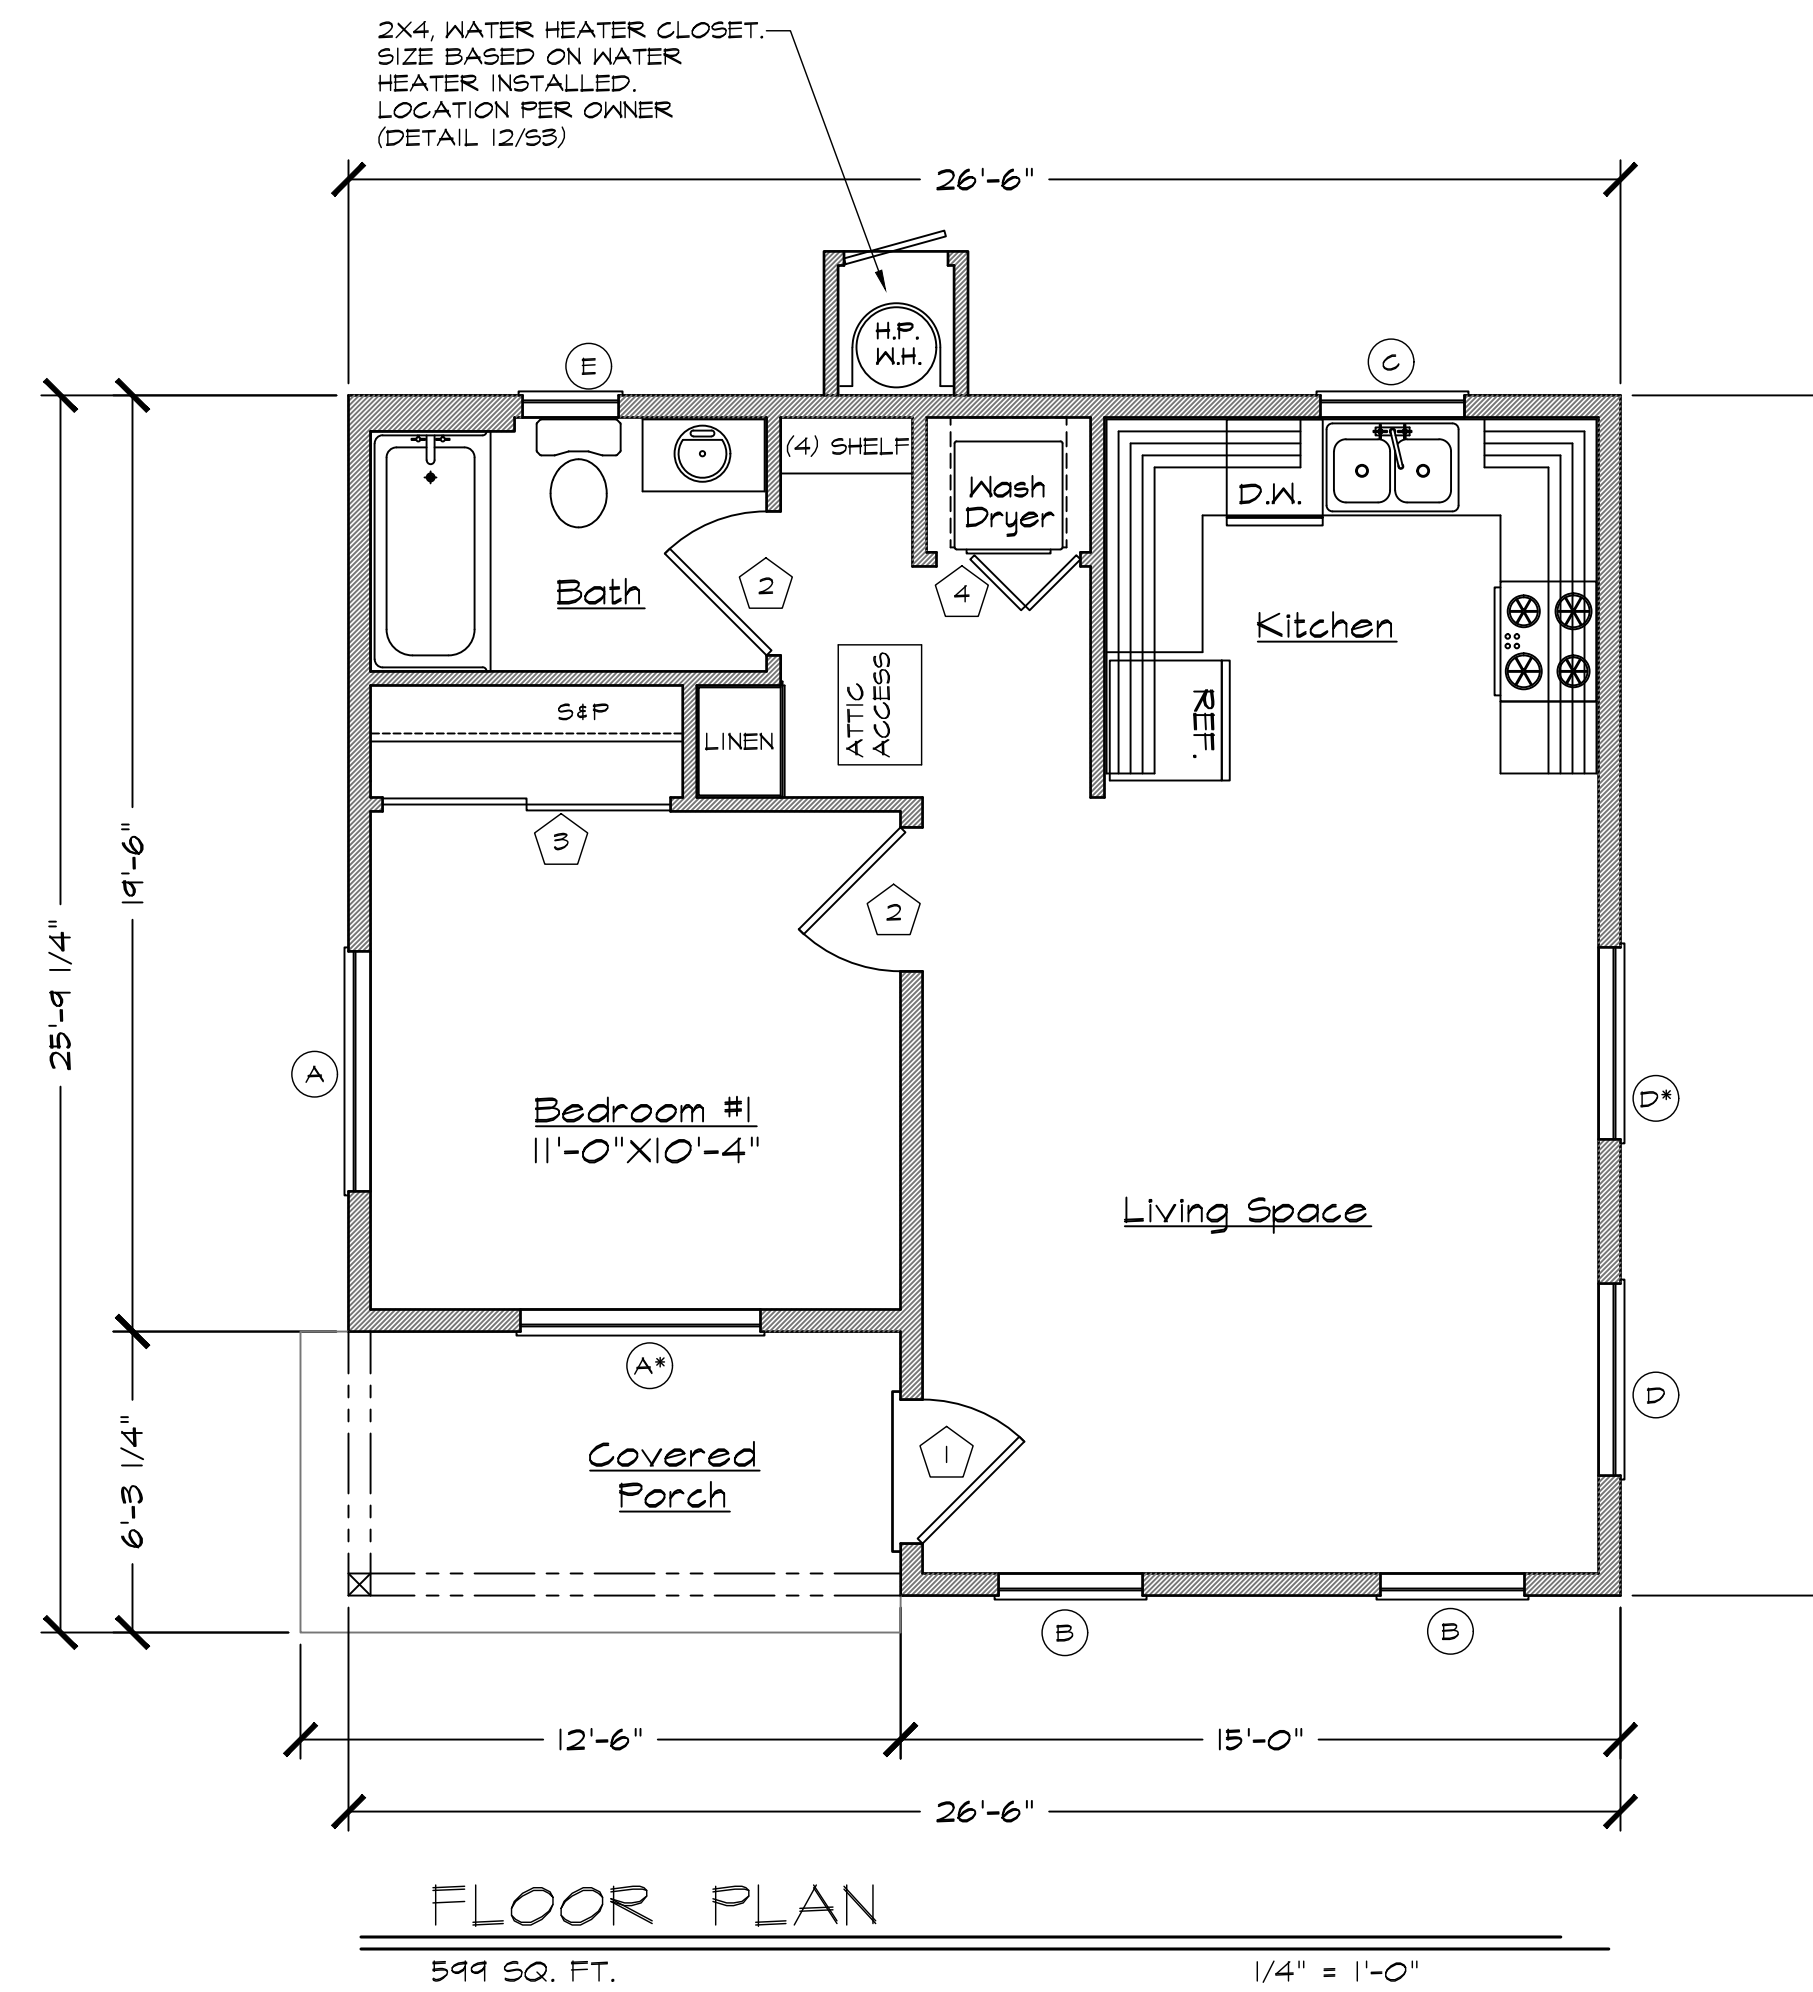 2X4, WATER HEATER CLOSET.
SIZE BASED ON WATER
HEATER INSTALLED.
LOCATION PER OWNER
(DETAIL 12/S3)
26'-6"
H.P.
W.H.
E
C
(4) SHELF
Wash
Dryer
D.W.
Bath
2
4
Kitchen
ATTIC
ACCESS
REF.
S&P
LINEN
3
2
19'-6"
25'-9 1/4"
A
D*
Bedroom #1
11'-0"X10'-4"
Living Space
A*
D
6'-3 1/4"
Covered
Porch
1
B
B
12'-6"
15'-0"
26'-6"
FLOOR PLAN
599 SQ. FT.
1/4" = 1'-0"